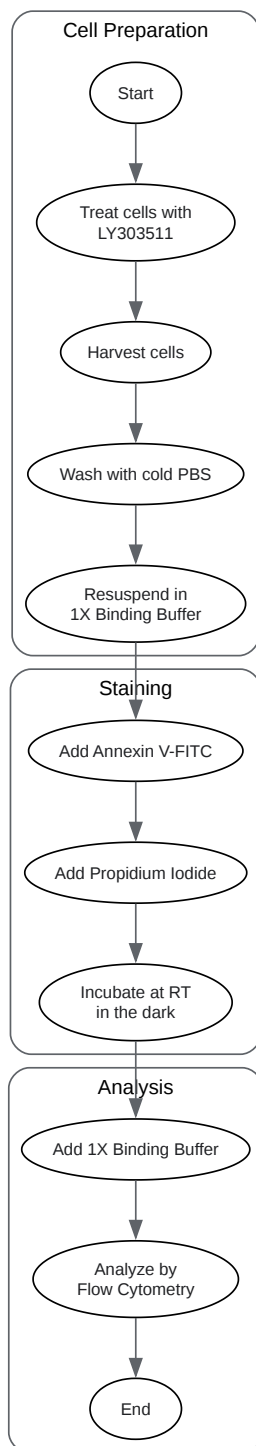 Cell Preparation
Start
Treat cells with
LY303511
Harvest cells
Wash with cold PBS
Resuspend in
1X Binding Buffer
Staining
Add Annexin V-FITC
Add Propidium Iodide
Incubate at RT
in the dark
Analysis
Add 1X Binding Buffer
Analyze by
Flow Cytometry
End